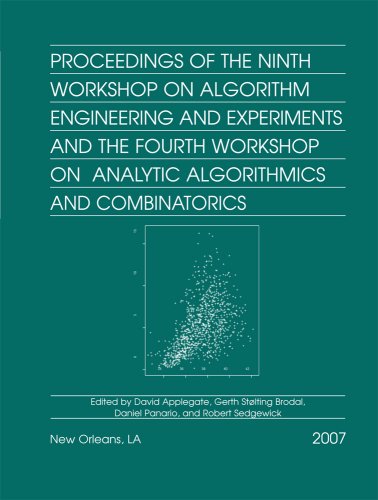 PROCEEDINGS OF THE NINTH
WORKSHOP ON ALGORITHM
ENGINEERING AND EXPERIMENTS
AND THE FOURTH WORKSHOP
ON ANALYTIC ALGORITHMICS
AND COMBINATORICS
Edited by David Applegate, Gerth Stølting Brodal,
Daniel Panario, and Robert Sedgewick
New Orleans, LA 2007